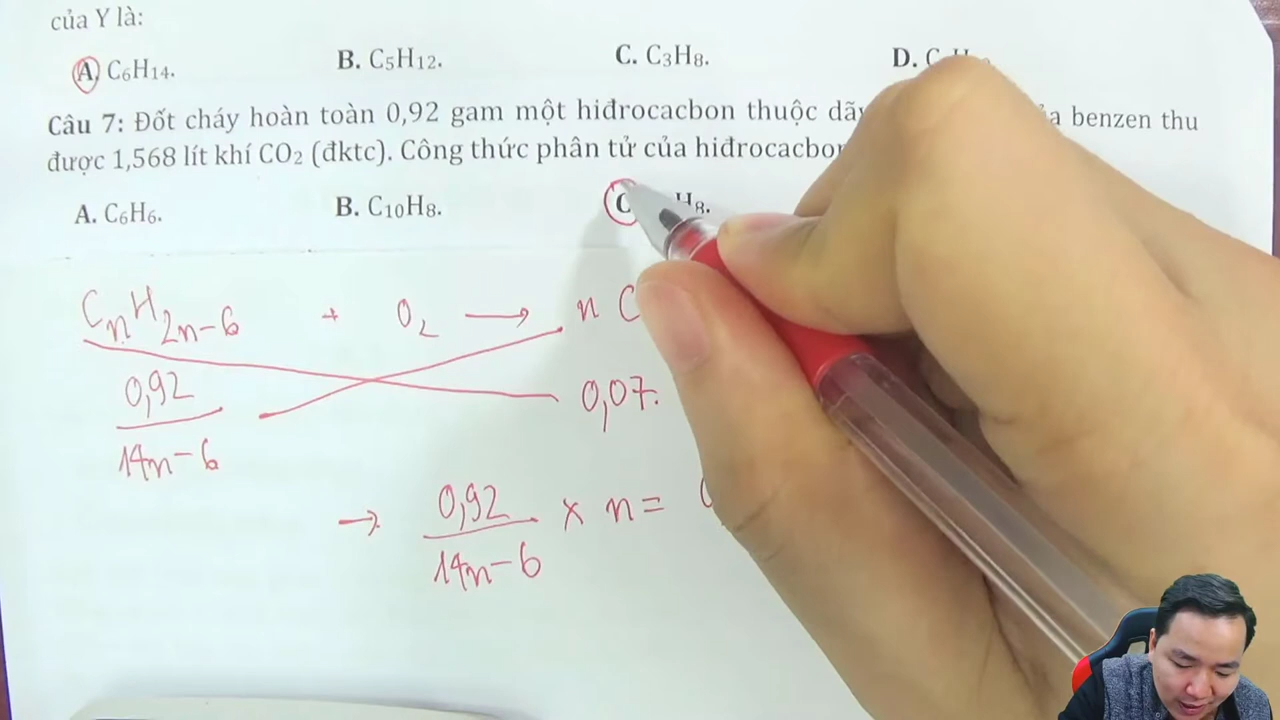 của Y là:
A. C₆H₁₄. B. C₅H₁₂. C. C₃H₈. D.
Câu 7: Đốt cháy hoàn toàn 0,92 gam một hiđrocacbon thuộc dãy benzen thu
được 1,568 lít khí CO₂ (đktc). Công thức phân tử của hiđrocacbon
A. C₆H₆. B. C₁₀H₈. C H₈.
CₙH₂ₙ₋₆ + O₂ → n C
0,92 0,07.
14n-6
→ 0,92 × n =
14n-6